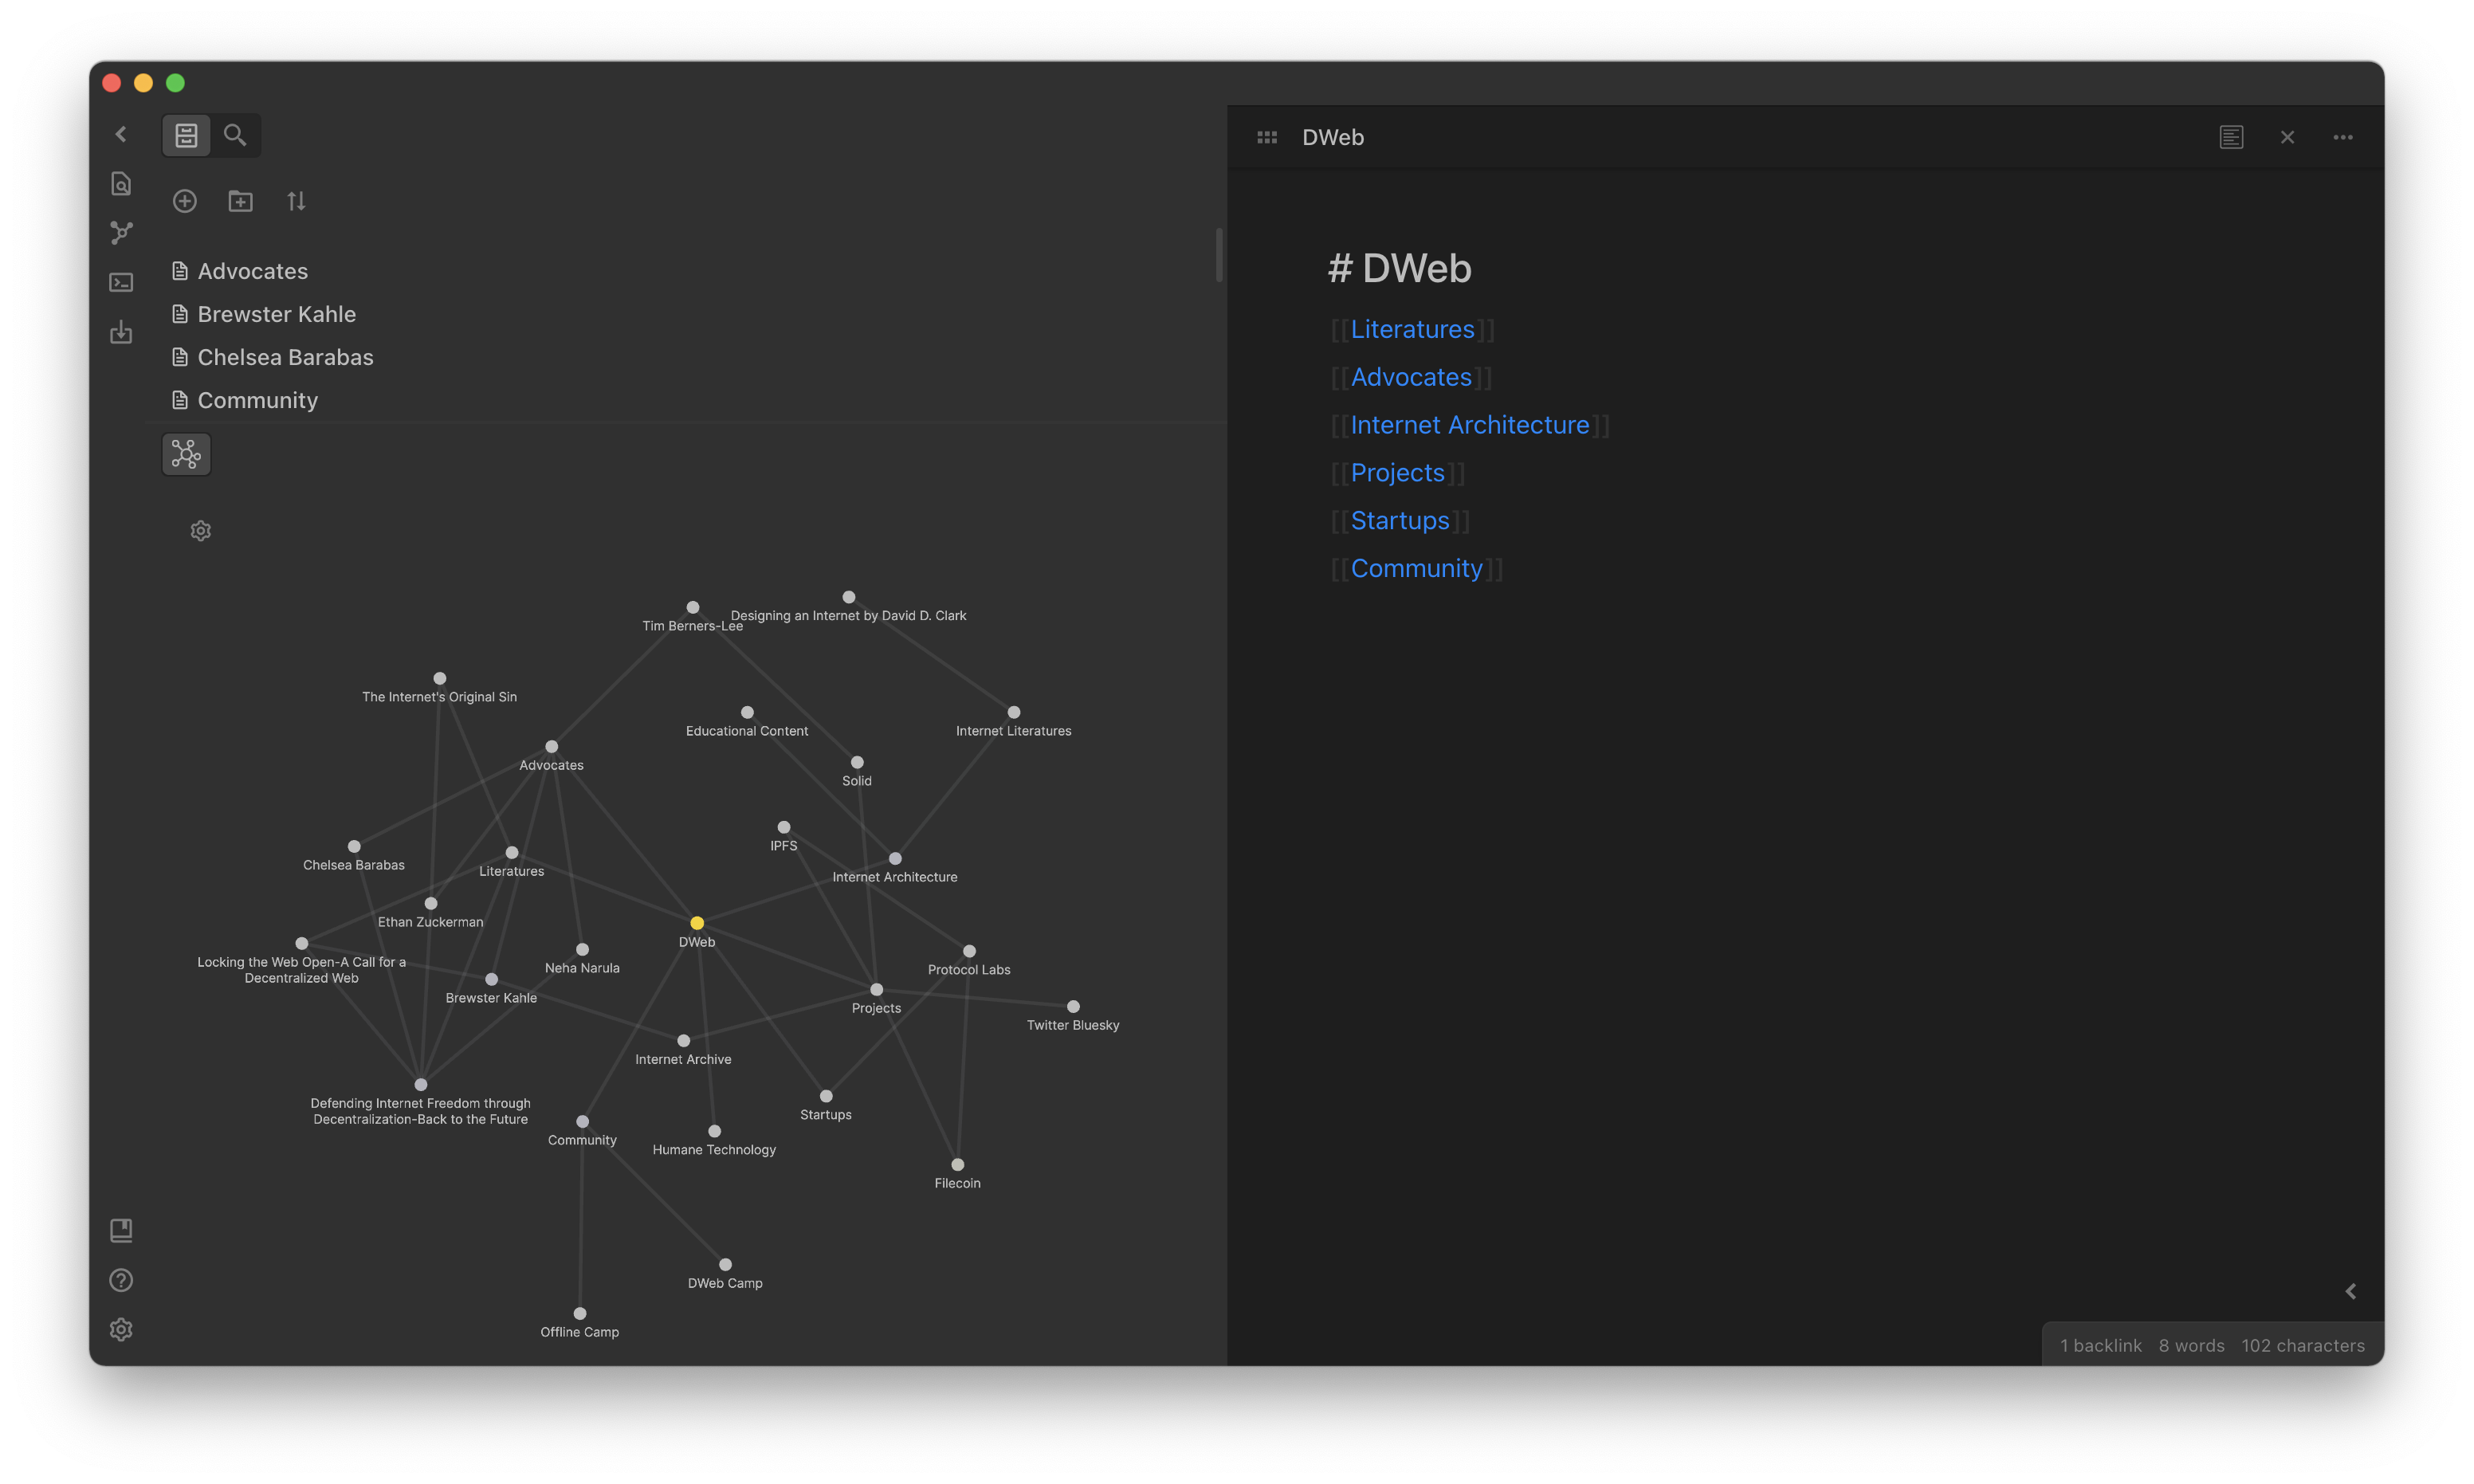 DWeb
Advocates
Brewster Kahle
Chelsea Barabas
Community
# DWeb
[[Literatures]]
[[Advocates]]
[[Internet Architecture]]
[[Projects]]
[[Startups]]
[[Community]]
Tim Berners-Lee
Designing an Internet by David D. Clark
The Internet's Original Sin
Educational Content
Internet Literatures
Advocates
Solid
IPFS
Chelsea Barabas
Literatures
Internet Architecture
Ethan Zuckerman
DWeb
Locking the Web Open-A Call for a
Decentralized Web
Neha Narula
Protocol Labs
Brewster Kahle
Projects
Twitter Bluesky
Internet Archive
Defending Internet Freedom through
Decentralization-Back to the Future
Startups
Community
Humane Technology
Filecoin
DWeb Camp
Offline Camp
1 backlink 8 words 102 characters